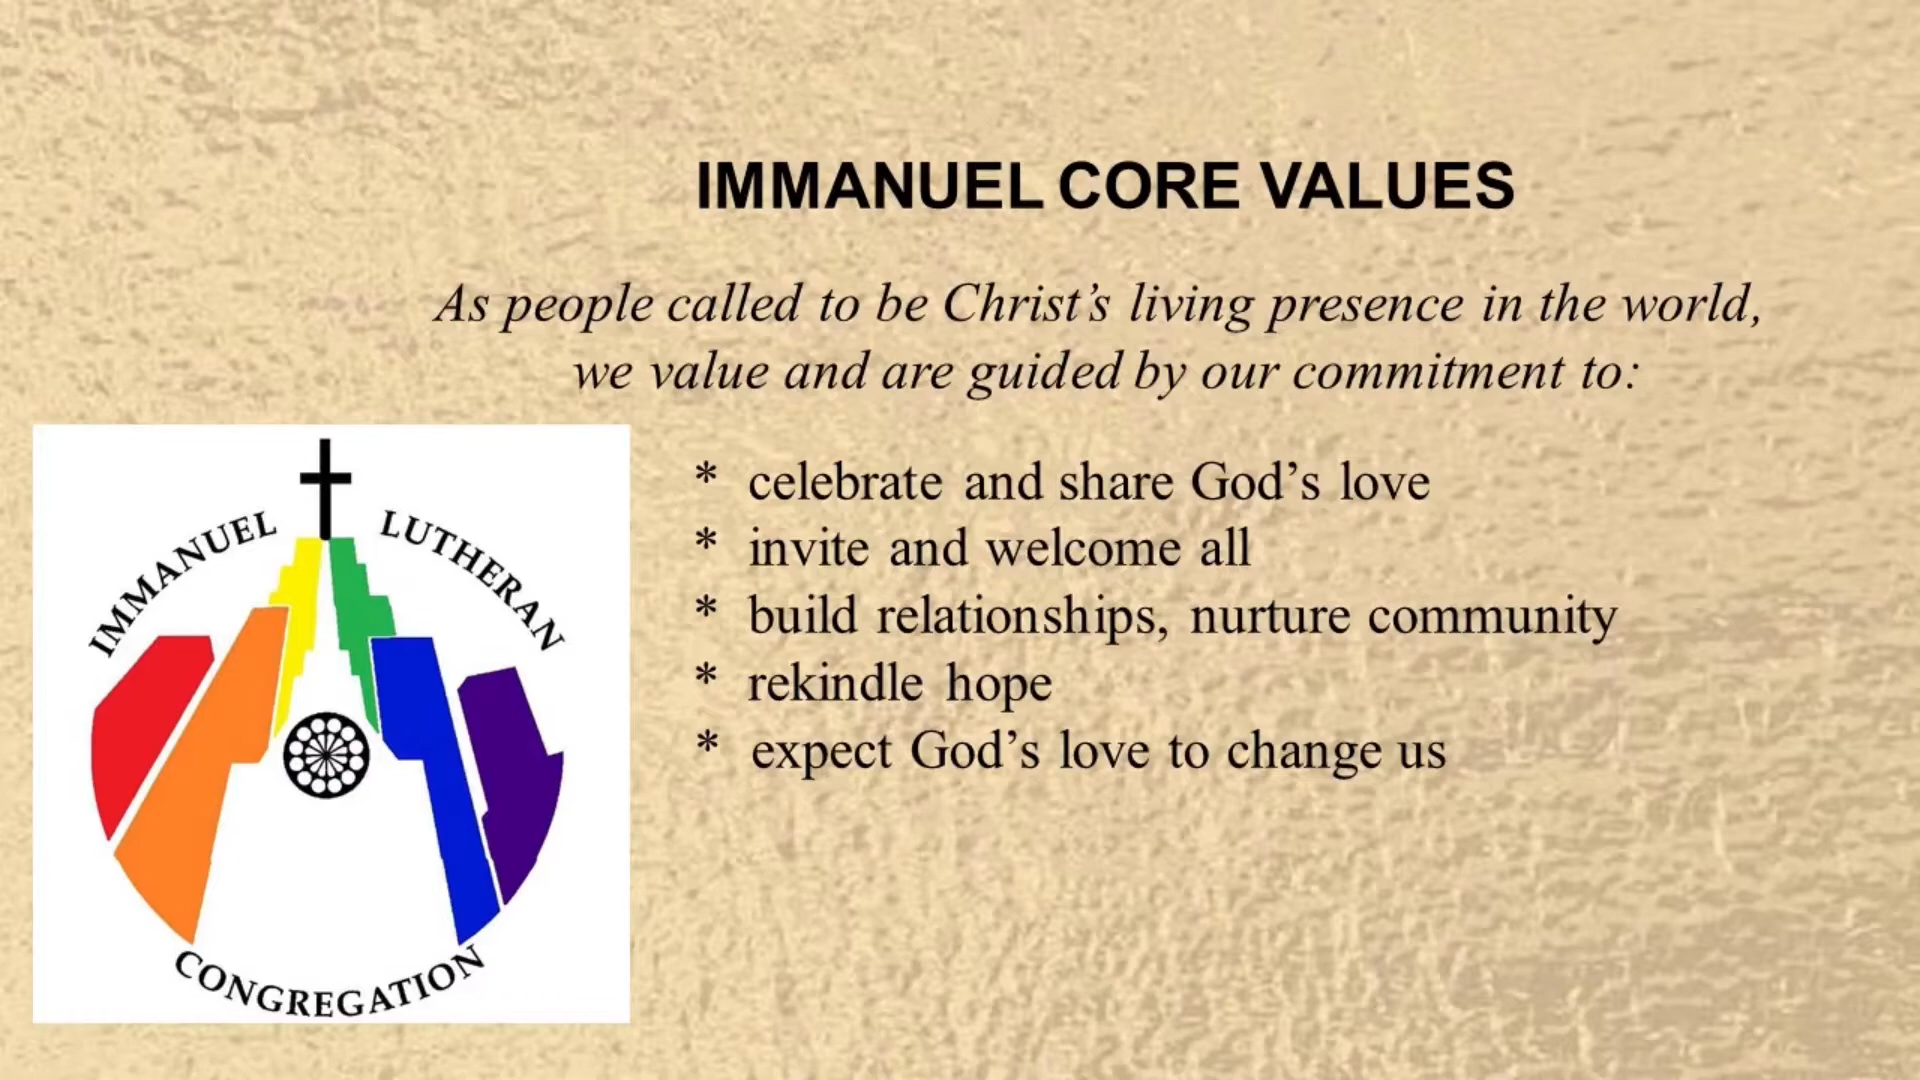 IMMANUEL CORE VALUES
As people called to be Christ’s living presence in the world,
we value and are guided by our commitment to:
* celebrate and share God’s love
* invite and welcome all
* build relationships, nurture community
* rekindle hope
* expect God’s love to change us
IMMANUEL LUTHERAN
CONGREGATION